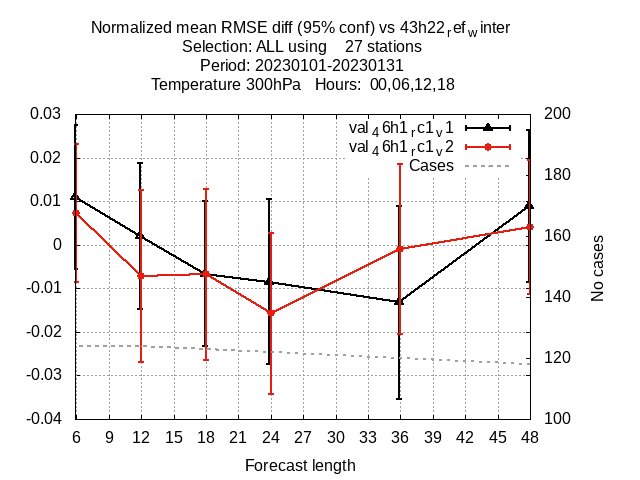 Normalized mean RMSE diff (95% conf) vs 43h22refwinter
Selection: ALL using 27 stations
Period: 20230101-20230131
Temperature 300hPa Hours: 00,06,12,18
0.03
0.02
0.01
0
-0.01
-0.02
-0.03
-0.04
200
180
160
140
120
100
val46h1rc1v1
val46h1rc1v2
Cases
No cases
6 9 12 15 18 21 24 27 30 33 36 39 42 45 48
Forecast length